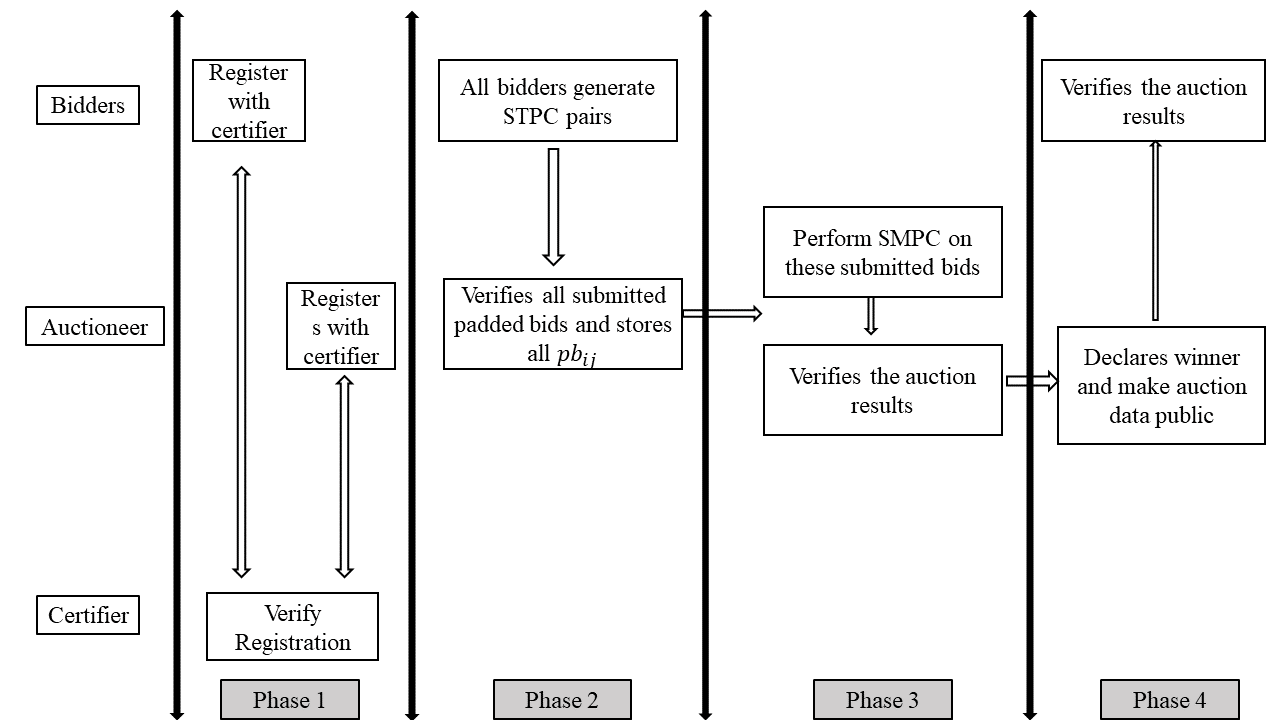 Bidders
Register
with
certifier
All bidders generate
STPC pairs
Verifies the auction
results
Perform SMPC on
these submitted bids
Auctioneer
Register
s with
certifier
Verifies all submitted
padded bids and stores
all pb_{ij}
Verifies the auction
results
Declares winner
and make auction
data public
Certifier
Verify
Registration
Phase 1
Phase 2
Phase 3
Phase 4